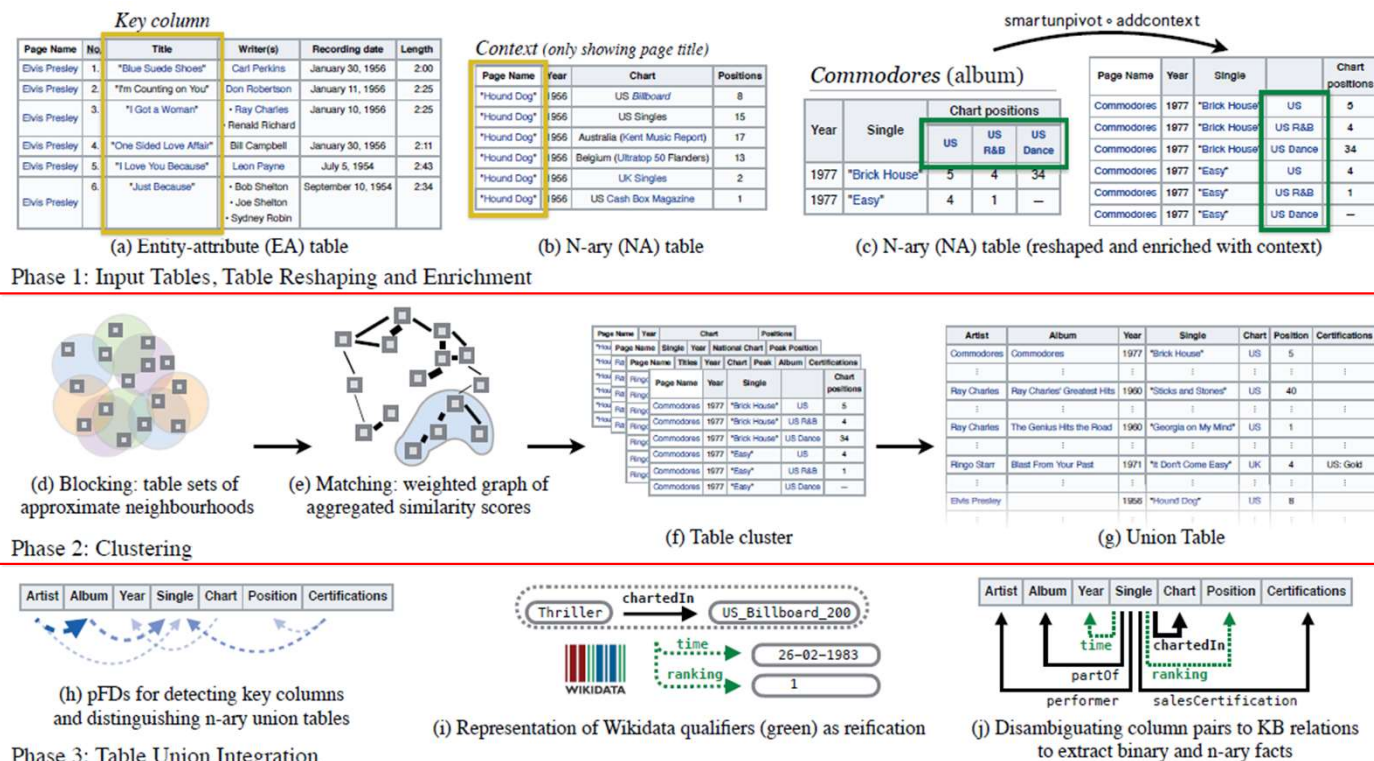 Key column
Page Name No. Title Writer(s) Recording date Length
Elvis Presley 1. "Blue Suede Shoes" Carl Perkins January 30, 1956 2:00
Elvis Presley 2. "I'm Counting on You" Don Robertson January 11, 1956 2:25
Elvis Presley 3. "I Got a Woman" • Ray Charles January 10, 1956 2:25
• Renald Richard
Elvis Presley 4. "One Sided Love Affair" Bill Campbell January 30, 1956 2:11
Elvis Presley 5. "I Love You Because" Leon Payne July 5, 1954 2:43
Elvis Presley 6. "Just Because" • Bob Shelton September 10, 1954 2:34
• Joe Shelton
• Sydney Robin
(a) Entity-attribute (EA) table
Context (only showing page title)
Page Name Year Chart Positions
"Hound Dog" 1956 US Billboard 8
"Hound Dog" 1956 US Singles 15
"Hound Dog" 1956 Australia (Kent Music Report) 17
"Hound Dog" 1956 Belgium (Ultratop 50 Flanders) 13
"Hound Dog" 1956 UK Singles 2
"Hound Dog" 1956 US Cash Box Magazine 1
(b) N-ary (NA) table
smartunpivot∘addcontext
Commodores (album)
Year Single Chart positions
US US R&B US Dance
1977 "Brick House" 5 4 34
1977 "Easy" 4 1 —
Page Name Year Single Chart positions
Commodores 1977 "Brick House" US 5
Commodores 1977 "Brick House" US R&B 4
Commodores 1977 "Brick House" US Dance 34
Commodores 1977 "Easy" US 4
Commodores 1977 "Easy" US R&B 1
Commodores 1977 "Easy" US Dance —
(c) N-ary (NA) table (reshaped and enriched with context)
Phase 1: Input Tables, Table Reshaping and Enrichment
(d) Blocking: table sets of
approximate neighbourhoods
(e) Matching: weighted graph of
aggregated similarity scores
Page Name Year Chart Positions
Page Name Single Year National Chart Peak Position
Page Name Titles Year Chart Peak Album Certifications
Page Name Year Single Chart positions
Commodores 1977 "Brick House" US 5
Commodores 1977 "Brick House" US R&B 4
Commodores 1977 "Brick House" US Dance 34
Commodores 1977 "Easy" US 4
Commodores 1977 "Easy" US R&B 1
Commodores 1977 "Easy" US Dance —
(f) Table cluster
Artist Album Year Single Chart Position Certifications
Commodores Commodores 1977 "Brick House" US 5
Ray Charles Ray Charles' Greatest Hits 1960 "Sticks and Stones" US 40
Ray Charles The Genius Hits the Road 1960 "Georgia on My Mind" US 1
Ringo Starr Blast From Your Past 1971 "It Don't Come Easy" UK 4 US: Gold
Elvis Presley 1956 "Hound Dog" US 8
(g) Union Table
Phase 2: Clustering
Artist Album Year Single Chart Position Certifications
(h) pFDs for detecting key columns
and distinguishing n-ary union tables
Thriller chartedIn US_Billboard_200
WIKIDATA
time 26-02-1983
ranking 1
(i) Representation of Wikidata qualifiers (green) as reification
Artist Album Year Single Chart Position Certifications
time chartedIn
partOf ranking
performer salesCertification
(j) Disambiguating column pairs to KB relations
to extract binary and n-ary facts
Phase 3: Table Union Integration